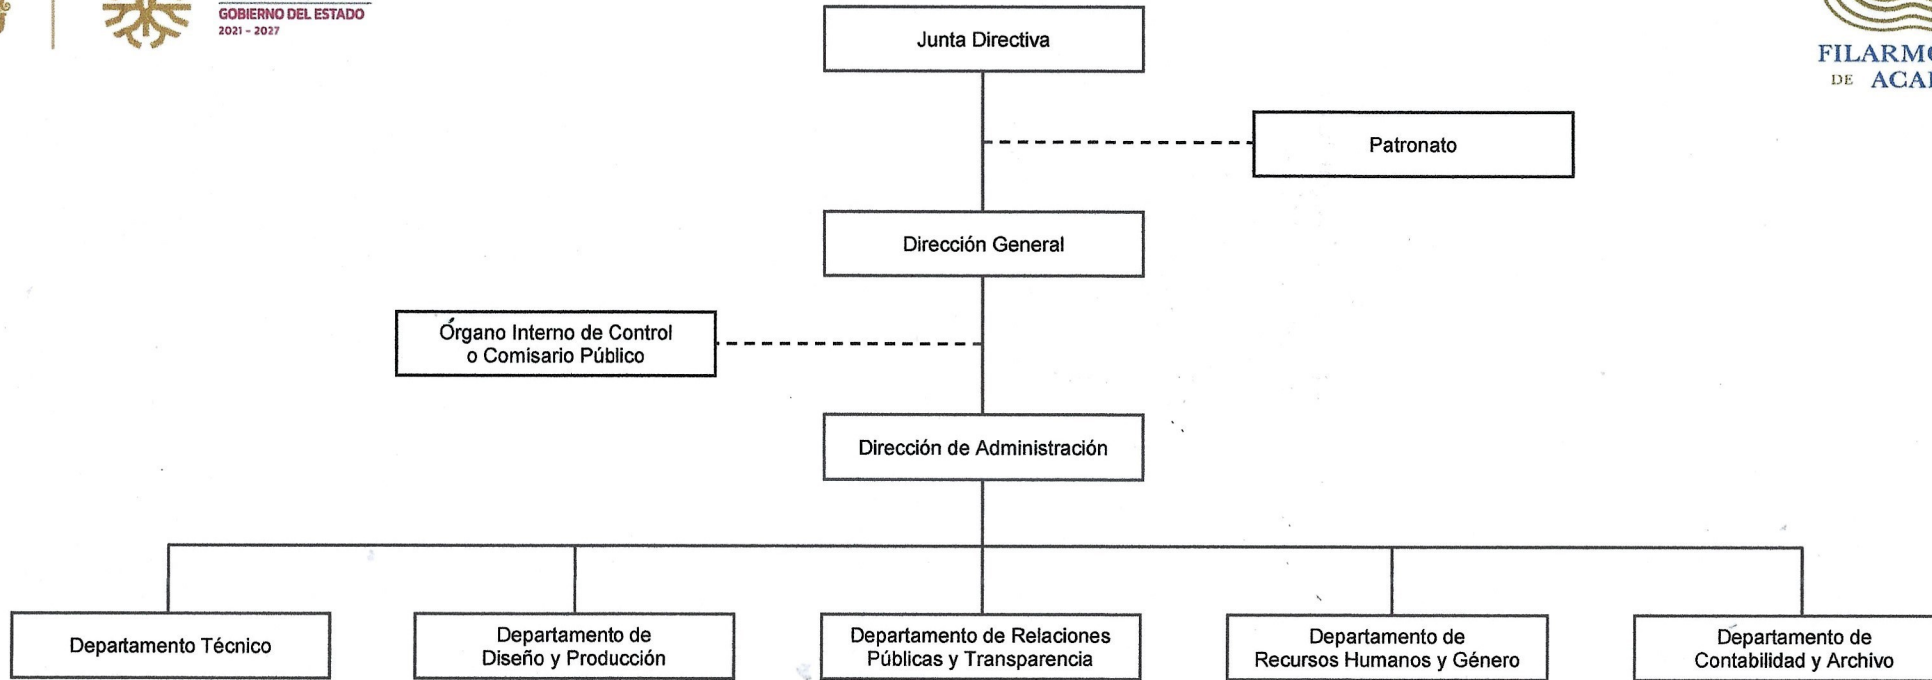 GOBIERNO DEL ESTADO
2021 - 2027
Junta Directiva
DE
Patronato
Dirección General
Órgano Interno de Control
o Comisario Público
Dirección de Administración
Departamento Técnico
Departamento de
Diseño y Producción
Departamento de Relaciones
Públicas y Transparencia
Departamento de
Recursos Humanos y Género
Departamento de
Contabilidad y Archivo